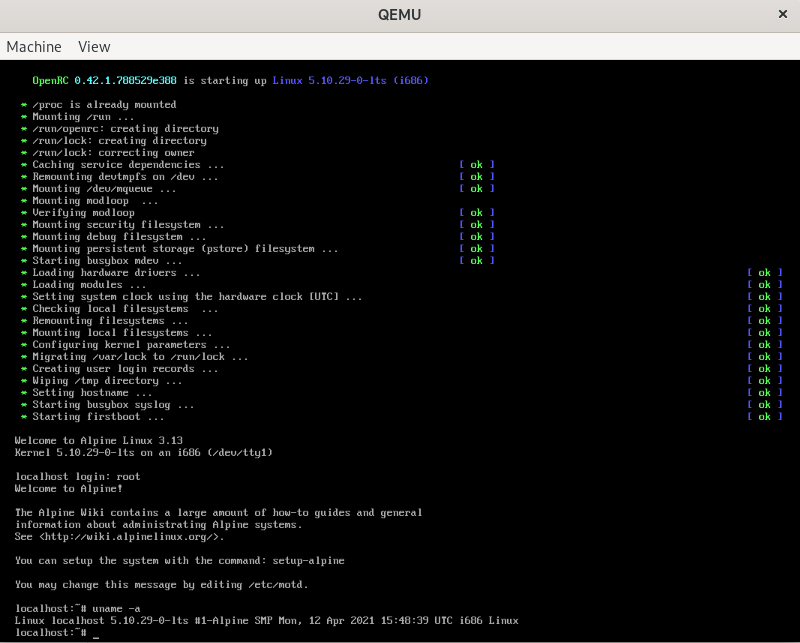 QEMU
Machine View
OpenRC 0.42.1.788529e388 is starting up Linux 5.10.29-0-lts (i686)
* /proc is already mounted
* Mounting /run ...
* /run/openrc: creating directory
* /run/lock: creating directory
* /run/lock: correcting owner
* Caching service dependencies ... [ ok ]
* Remounting devtmpfs on /dev ... [ ok ]
* Mounting /dev/mqueue ... [ ok ]
* Mounting modloop  ...
* Verifying modloop [ ok ]
* Mounting security filesystem ... [ ok ]
* Mounting debug filesystem ... [ ok ]
* Mounting persistent storage (pstore) filesystem ... [ ok ]
* Starting busybox mdev ... [ ok ]
* Loading hardware drivers ... [ ok ]
* Loading modules ... [ ok ]
* Setting system clock using the hardware clock [UTC] ... [ ok ]
* Checking local filesystems  ... [ ok ]
* Remounting filesystems ... [ ok ]
* Mounting local filesystems ... [ ok ]
* Configuring kernel parameters ... [ ok ]
* Migrating /var/lock to /run/lock ... [ ok ]
* Creating user login records ... [ ok ]
* Wiping /tmp directory ... [ ok ]
* Setting hostname ... [ ok ]
* Starting busybox syslog ... [ ok ]
* Starting firstboot ... [ ok ]
Welcome to Alpine Linux 3.13
Kernel 5.10.29-0-lts on an i686 (/dev/tty1)
localhost login: root
Welcome to Alpine!
The Alpine Wiki contains a large amount of how-to guides and general
information about administrating Alpine systems.
See <http://wiki.alpinelinux.org/>.
You can setup the system with the command: setup-alpine
You may change this message by editing /etc/motd.
localhost:~# uname -a
Linux localhost 5.10.29-0-lts #1-Alpine SMP Mon, 12 Apr 2021 15:48:39 UTC i686 Linux
localhost:~# _